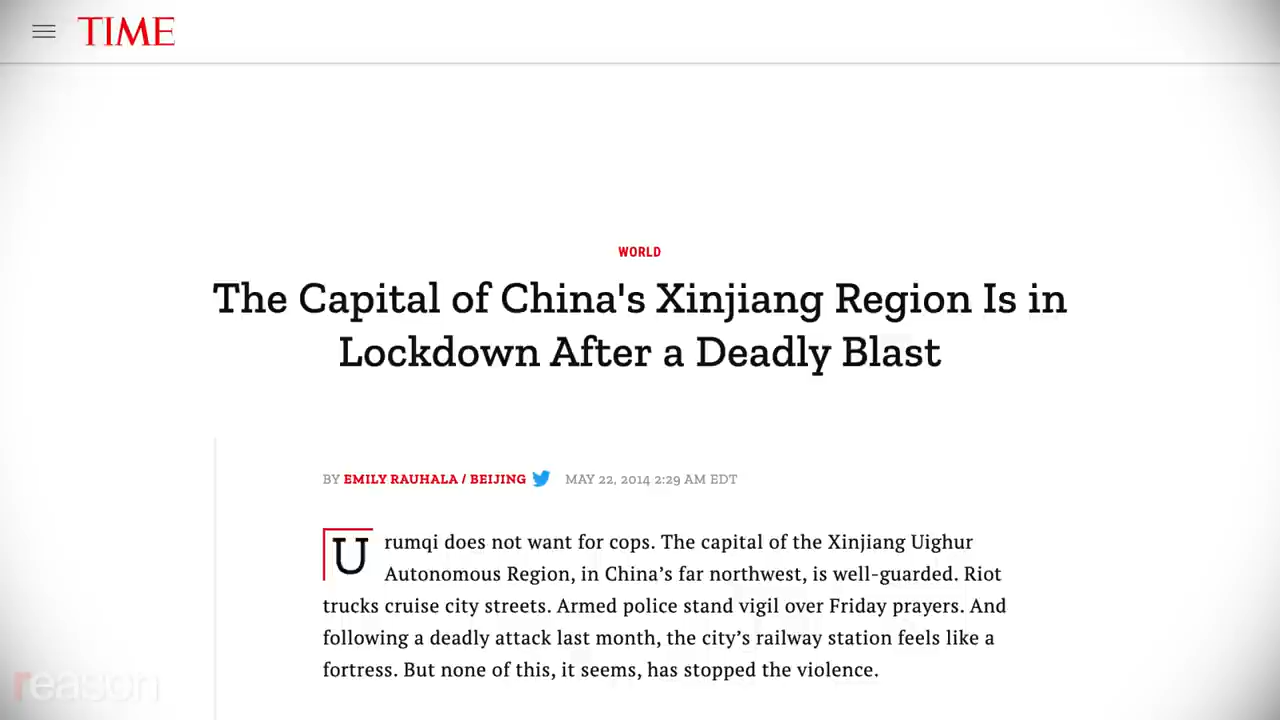 TIME
WORLD
The Capital of China's Xinjiang Region Is in
Lockdown After a Deadly Blast
BY EMILY RAUHALA / BEIJING MAY 22, 2014 2:29 AM EDT
Urumqi does not want for cops. The capital of the Xinjiang Uighur
Autonomous Region, in China’s far northwest, is well-guarded. Riot
trucks cruise city streets. Armed police stand vigil over Friday prayers. And
following a deadly attack last month, the city’s railway station feels like a
fortress. But none of this, it seems, has stopped the violence.
reason